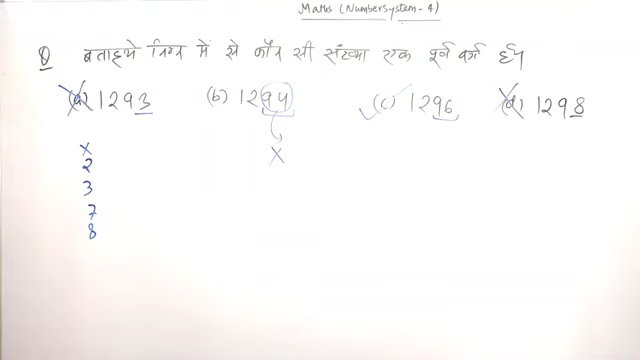 Maths (Number system - 4)
Q बताइये निम्न में से कौन सी संख्या एक पूर्ण वर्ग है?
(a) 1293 (b) 1294 (c) 1296 (d) 1298
X
X
2
3
7
8